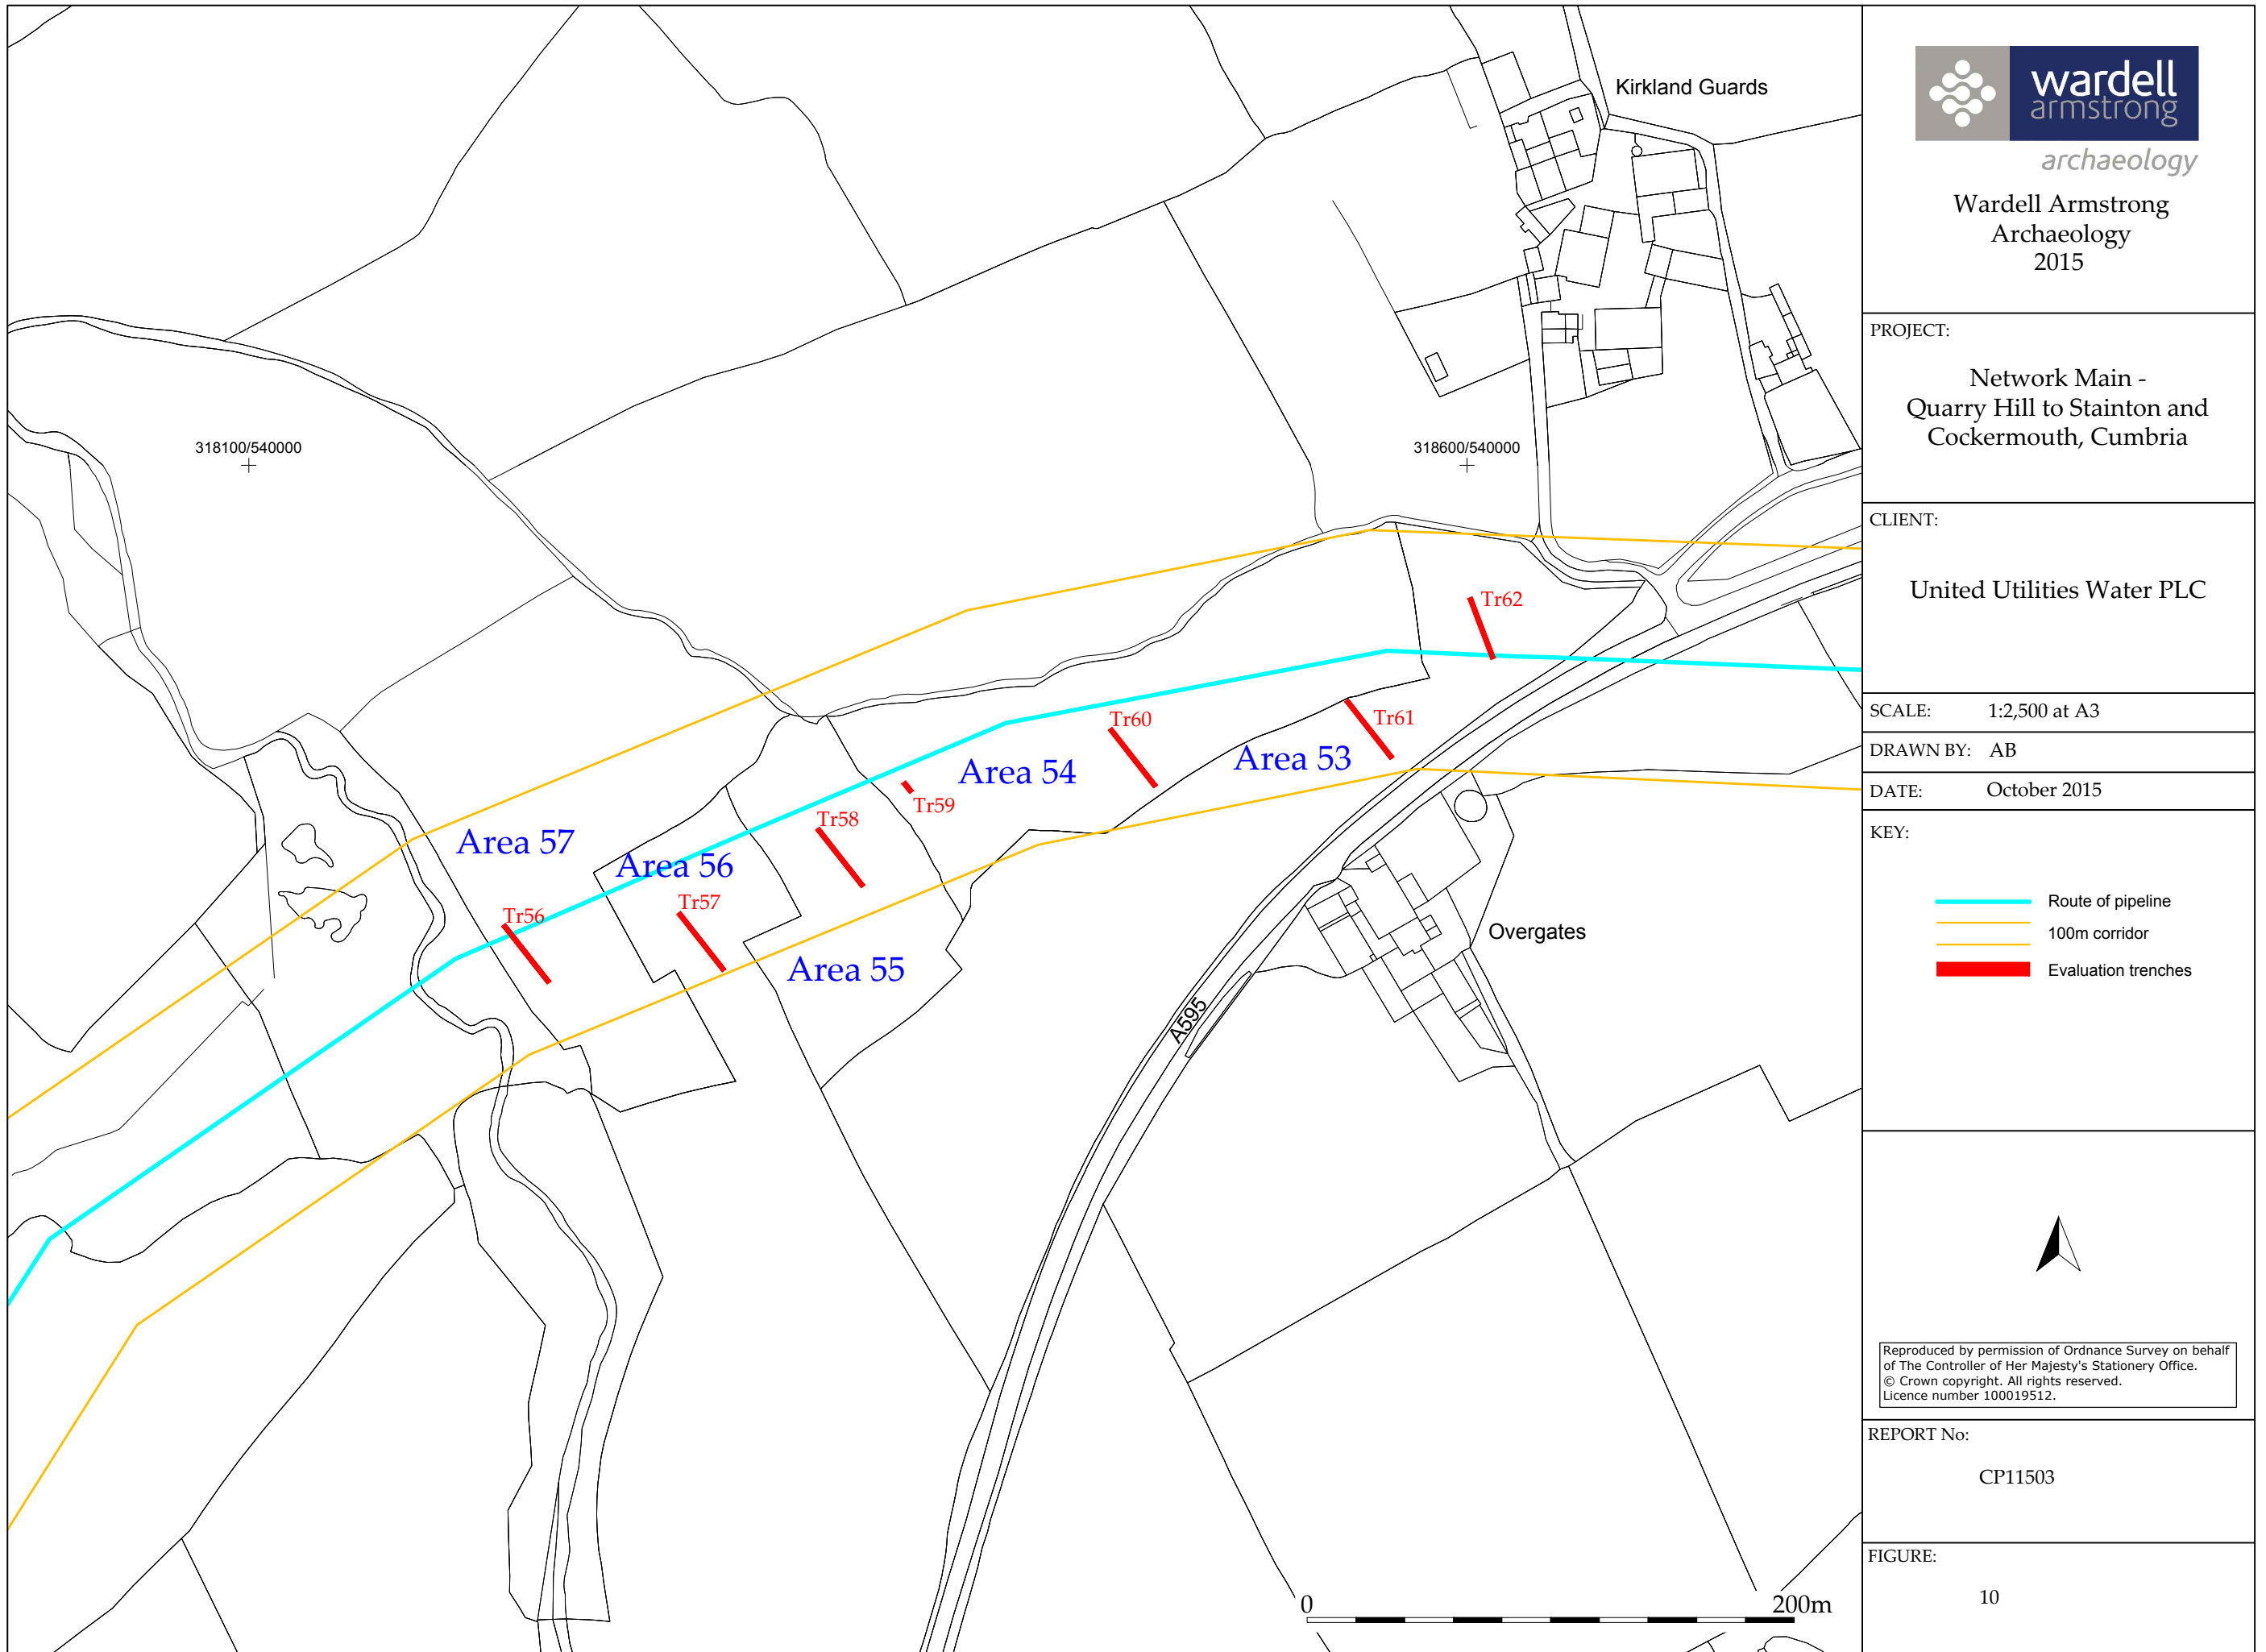 Kirkland Guards
318100/540000
318600/540000
Tr62
Tr60
Tr61
Area 53
Area 54
Tr59
Tr58
Area 57
Area 56
Tr57
Tr56
Area 55
Overgates
A595
0 200m
wardell
armstrong
archaeology
Wardell Armstrong
Archaeology
2015
PROJECT:
Network Main -
Quarry Hill to Stainton and
Cockermouth, Cumbria
CLIENT:
United Utilities Water PLC
SCALE: 1:2,500 at A3
DRAWN BY: AB
DATE: October 2015
KEY:
Route of pipeline
100m corridor
Evaluation trenches
Reproduced by permission of Ordnance Survey on behalf
of The Controller of Her Majesty's Stationery Office.
© Crown copyright. All rights reserved.
Licence number 100019512.
REPORT No:
CP11503
FIGURE:
10